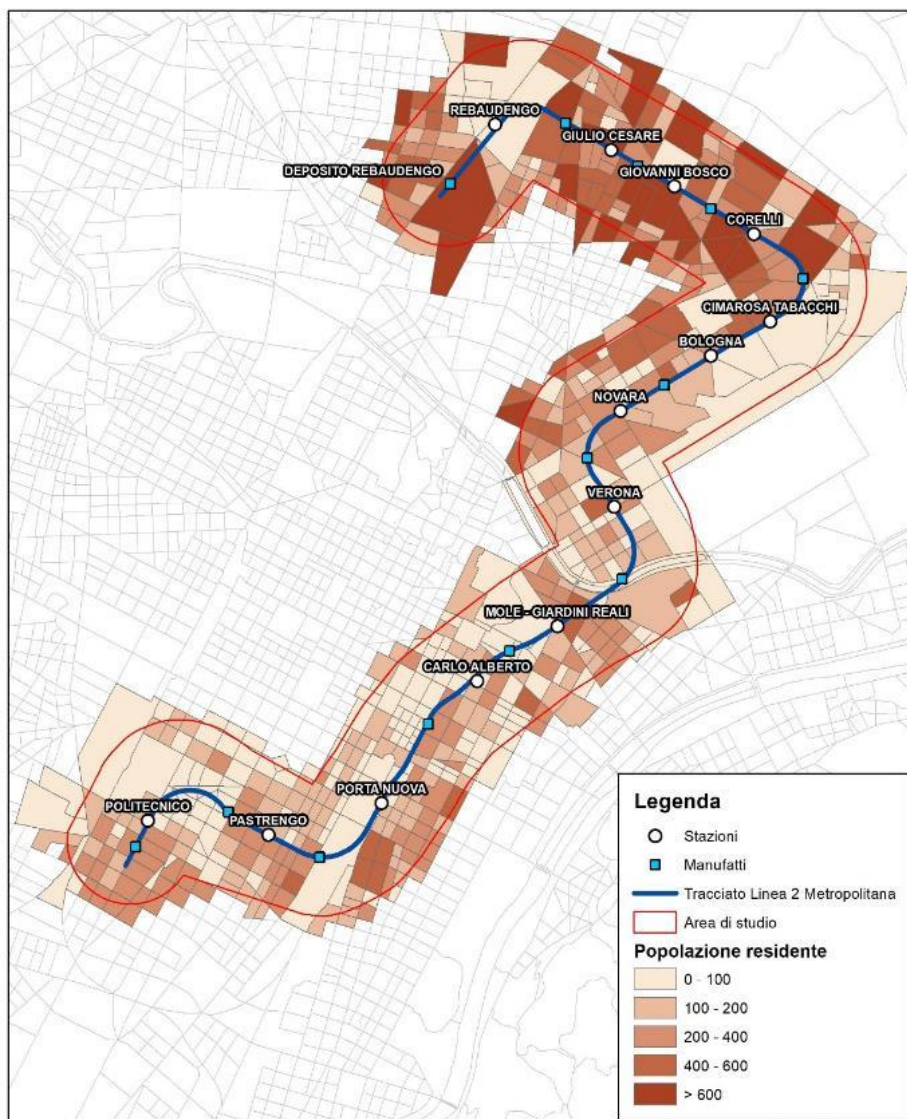 REBAUDENGO
GIULIO CESARE
DEPOSITO REBAUDENGO
GIOVANNI BOSCO
CORELLI
CIMAROSA TABACCHI
BOLOGNA
NOVARA
VERONA
MOLE - GIARDINI REALI
CARLO ALBERTO
PORTA NUOVA
POLITECNICO
PASTRENGO
Legenda
Stazioni
Manufatti
Tracciato Linea 2 Metropolitana
Area di studio
Popolazione residente
0 - 100
100 - 200
200 - 400
400 - 600
> 600